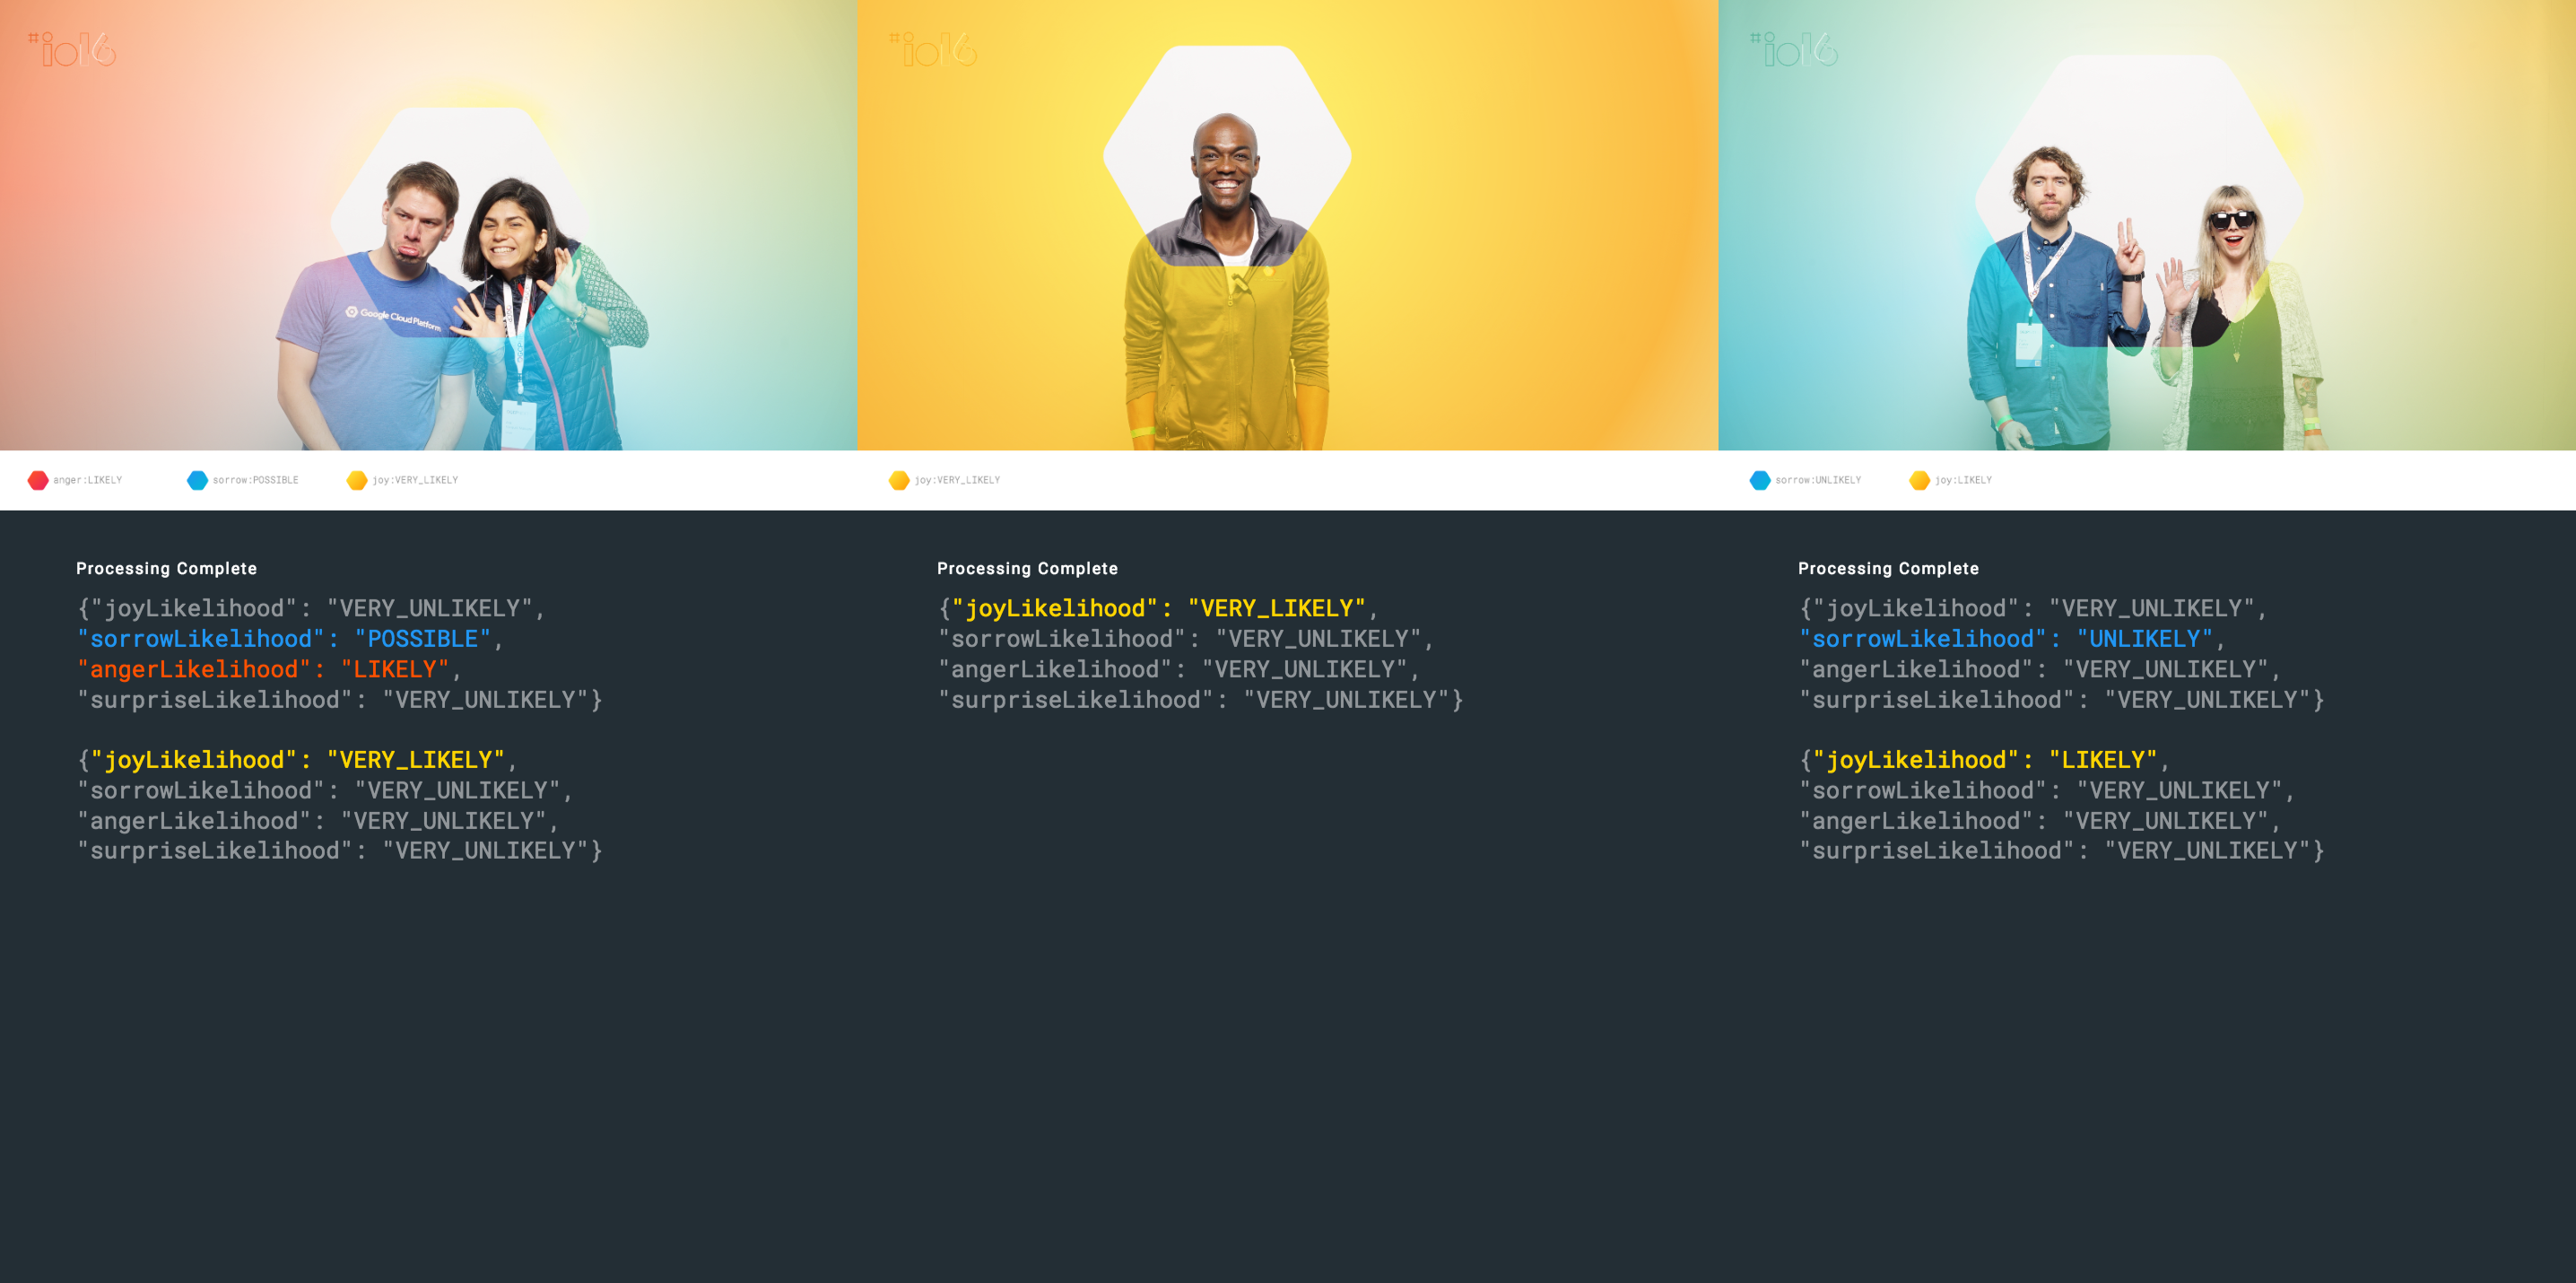 #io16
Google Cloud Platform
anger:LIKELY
sorrow:POSSIBLE
joy:VERY_LIKELY
Processing Complete
{"joyLikelihood": "VERY_UNLIKELY",
"sorrowLikelihood": "POSSIBLE",
"angerLikelihood": "LIKELY",
"surpriseLikelihood": "VERY_UNLIKELY"}
{"joyLikelihood": "VERY_LIKELY",
"sorrowLikelihood": "VERY_UNLIKELY",
"angerLikelihood": "VERY_UNLIKELY",
"surpriseLikelihood": "VERY_UNLIKELY"}
#io16
joy:VERY_LIKELY
Processing Complete
{"joyLikelihood": "VERY_LIKELY",
"sorrowLikelihood": "VERY_UNLIKELY",
"angerLikelihood": "VERY_UNLIKELY",
"surpriseLikelihood": "VERY_UNLIKELY"}
#io16
sorrow:UNLIKELY
joy:LIKELY
Processing Complete
{"joyLikelihood": "VERY_UNLIKELY",
"sorrowLikelihood": "UNLIKELY",
"angerLikelihood": "VERY_UNLIKELY",
"surpriseLikelihood": "VERY_UNLIKELY"}
{"joyLikelihood": "LIKELY",
"sorrowLikelihood": "VERY_UNLIKELY",
"angerLikelihood": "VERY_UNLIKELY",
"surpriseLikelihood": "VERY_UNLIKELY"}